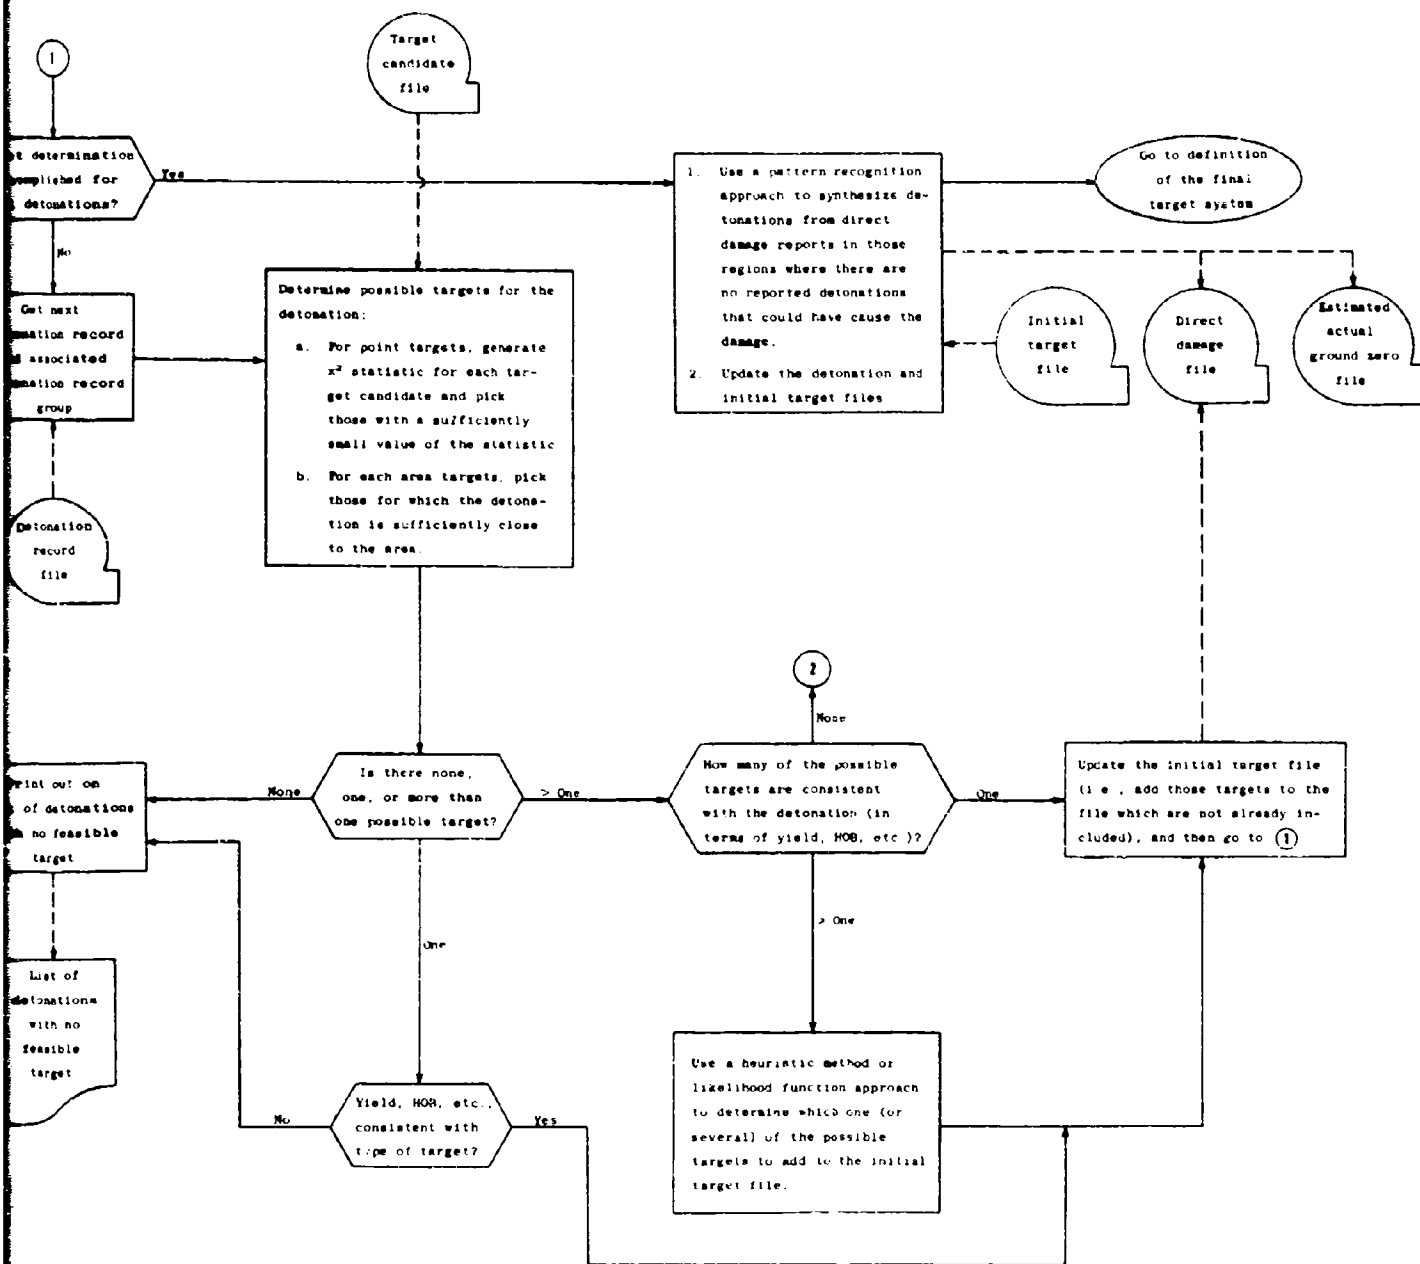 1
Target
candidate
file
t determination
omplished for
detonations?
Yes
No
1. Use a pattern recognition
approach to synthesize de-
tonations from direct
damage reports in those
regions where there are
no reported detonations
that could have cause the
damage.
2. Update the detonation and
initial target files
Go to definition
of the final
target system
Get next
nation record
associated
nation record
group
Determine possible targets for the
detonation:
a. For point targets, generate
x² statistic for each tar-
get candidate and pick
those with a sufficiently
small value of the statistic
b. For each area targets, pick
those for which the detona-
tion is sufficiently close
to the area.
Initial
target
file
Direct
damage
file
Estimated
actual
ground zero
file
Detonation
record
file
2
None
rint out on
of detonations
no feasible
target
None
Is there none,
one, or more than
one possible target?
> One
How many of the possible
targets are consistent
with the detonation (in
terms of yield, HOB, etc.)?
One
Update the initial target file
(i e , add those targets to the
file which are not already in-
cluded), and then go to 1
One
> One
List of
detonations
with no
feasible
target
No
Yield, HOB, etc.,
consistent with
type of target?
Yes
Use a heuristic method or
likelihood function approach
to determine which one (or
several) of the possible
targets to add to the initial
target file.